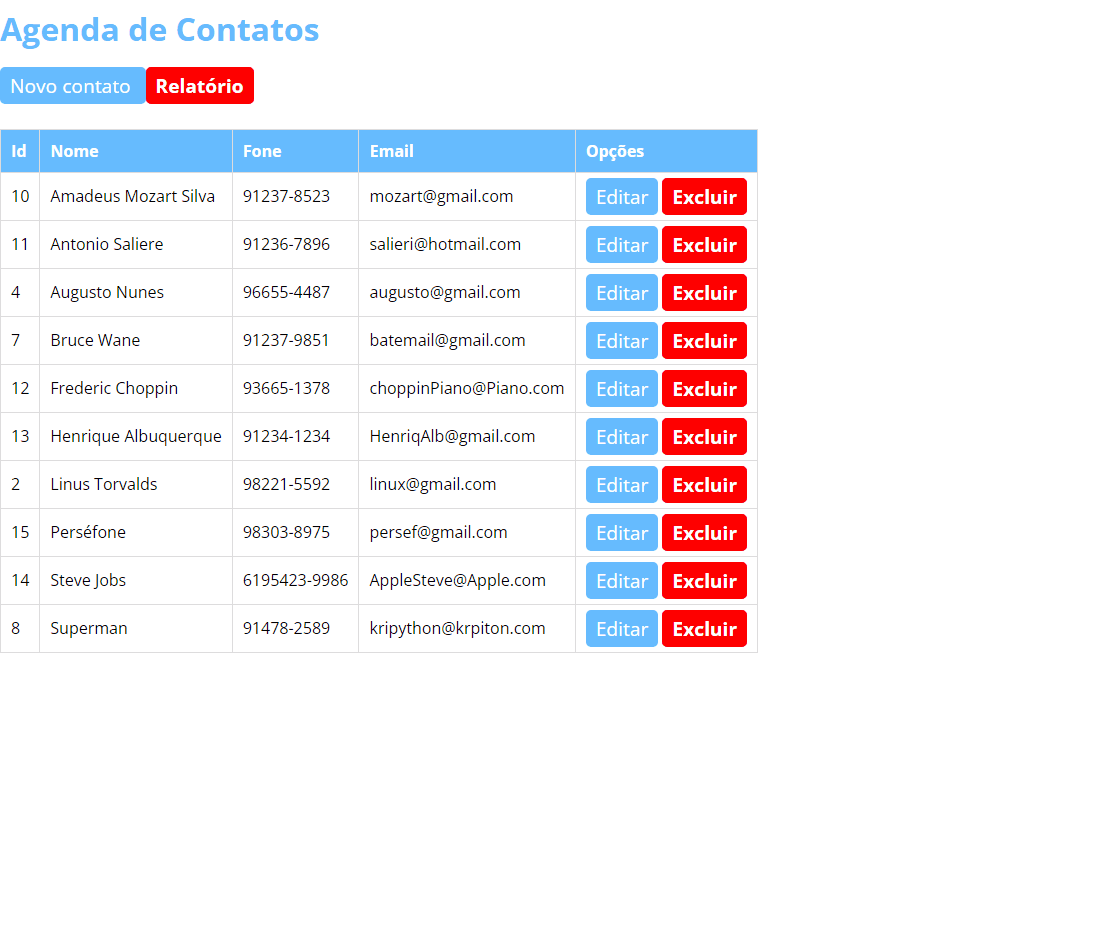 Agenda de Contatos
Novo contato Relatório
Id Nome Fone Email Opções
10 Amadeus Mozart Silva 91237-8523 mozart@gmail.com Editar Excluir
11 Antonio Saliere 91236-7896 salieri@hotmail.com Editar Excluir
4 Augusto Nunes 96655-4487 augusto@gmail.com Editar Excluir
7 Bruce Wane 91237-9851 batemail@gmail.com Editar Excluir
12 Frederic Choppin 93665-1378 choppinPiano@Piano.com Editar Excluir
13 Henrique Albuquerque 91234-1234 HenriqAlb@gmail.com Editar Excluir
2 Linus Torvalds 98221-5592 linux@gmail.com Editar Excluir
15 Perséfone 98303-8975 persef@gmail.com Editar Excluir
14 Steve Jobs 6195423-9986 AppleSteve@Apple.com Editar Excluir
8 Superman 91478-2589 kripython@krpiton.com Editar Excluir